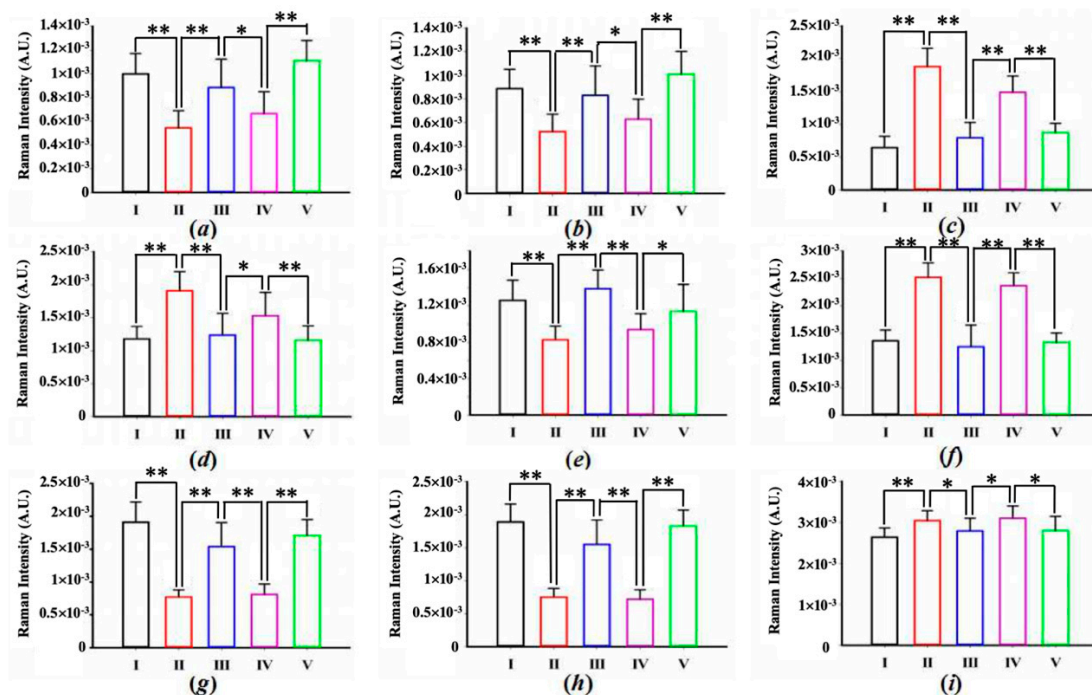 Raman Intensity (A.U.)
1.4×10⁻³
1.2×10⁻³
1×10⁻³
0.8×10⁻³
0.6×10⁻³
0.4×10⁻³
0.2×10⁻³
0
** ** * **
I II III IV V
(a)
Raman Intensity (A.U.)
1.4×10⁻³
1.2×10⁻³
1×10⁻³
0.8×10⁻³
0.6×10⁻³
0.4×10⁻³
0.2×10⁻³
0
** ** * **
I II III IV V
(b)
Raman Intensity (A.U.)
2.5×10⁻³
2×10⁻³
1.5×10⁻³
1×10⁻³
0.5×10⁻³
0
** ** ** **
I II III IV V
(c)
Raman Intensity (A.U.)
2.5×10⁻³
2×10⁻³
1.5×10⁻³
1×10⁻³
0.5×10⁻³
0
** ** * **
I II III IV V
(d)
Raman Intensity (A.U.)
1.6×10⁻³
1.2×10⁻³
0.8×10⁻³
0.4×10⁻³
0
** ** ** *
I II III IV V
(e)
Raman Intensity (A.U.)
3×10⁻³
2.5×10⁻³
2×10⁻³
1.5×10⁻³
1×10⁻³
0.5×10⁻³
0
** ** ** **
I II III IV V
(f)
Raman Intensity (A.U.)
2.5×10⁻³
2×10⁻³
1.5×10⁻³
1×10⁻³
0.5×10⁻³
0
** ** ** **
I II III IV V
(g)
Raman Intensity (A.U.)
2.5×10⁻³
2×10⁻³
1.5×10⁻³
1×10⁻³
0.5×10⁻³
0
** ** ** **
I II III IV V
(h)
Raman Intensity (A.U.)
4×10⁻³
3×10⁻³
2×10⁻³
1×10⁻³
0
** * * *
I II III IV V
(i)